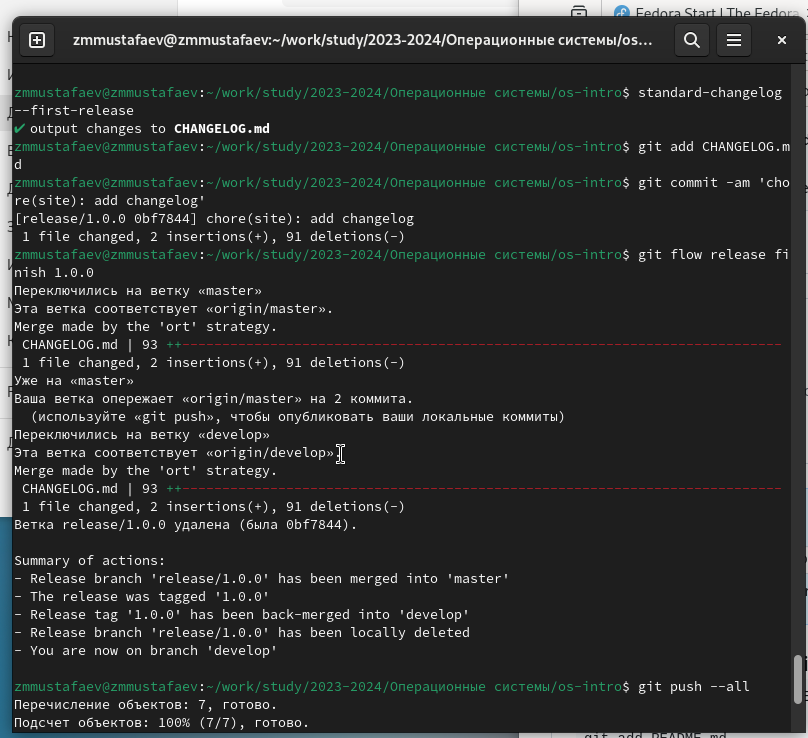 Fedora Start | The Fedora
zmmustafaev@zmmustafaev:~/work/study/2023-2024/Операционные системы/os...
zmmustafaev@zmmustafaev:~/work/study/2023-2024/Операционные системы/os-intro$ standard-changelog
--first-release
✔ output changes to CHANGELOG.md
zmmustafaev@zmmustafaev:~/work/study/2023-2024/Операционные системы/os-intro$ git add CHANGELOG.m
d
zmmustafaev@zmmustafaev:~/work/study/2023-2024/Операционные системы/os-intro$ git commit -am 'cho
re(site): add changelog'
[release/1.0.0 0bf7844] chore(site): add changelog
 1 file changed, 2 insertions(+), 91 deletions(-)
zmmustafaev@zmmustafaev:~/work/study/2023-2024/Операционные системы/os-intro$ git flow release fi
nish 1.0.0
Переключились на ветку «master»
Эта ветка соответствует «origin/master».
Merge made by the 'ort' strategy.
 CHANGELOG.md | 93 ++---------------------------------------------------------------------------
 1 file changed, 2 insertions(+), 91 deletions(-)
Уже на «master»
Ваша ветка опережает «origin/master» на 2 коммита.
  (используйте «git push», чтобы опубликовать ваши локальные коммиты)
Переключились на ветку «develop»
Эта ветка соответствует «origin/develop».
Merge made by the 'ort' strategy.
 CHANGELOG.md | 93 ++---------------------------------------------------------------------------
 1 file changed, 2 insertions(+), 91 deletions(-)
Ветка release/1.0.0 удалена (была 0bf7844).
Summary of actions:
- Release branch 'release/1.0.0' has been merged into 'master'
- The release was tagged '1.0.0'
- Release tag '1.0.0' has been back-merged into 'develop'
- Release branch 'release/1.0.0' has been locally deleted
- You are now on branch 'develop'
zmmustafaev@zmmustafaev:~/work/study/2023-2024/Операционные системы/os-intro$ git push --all
Перечисление объектов: 7, готово.
Подсчет объектов: 100% (7/7), готово.
git add README.md